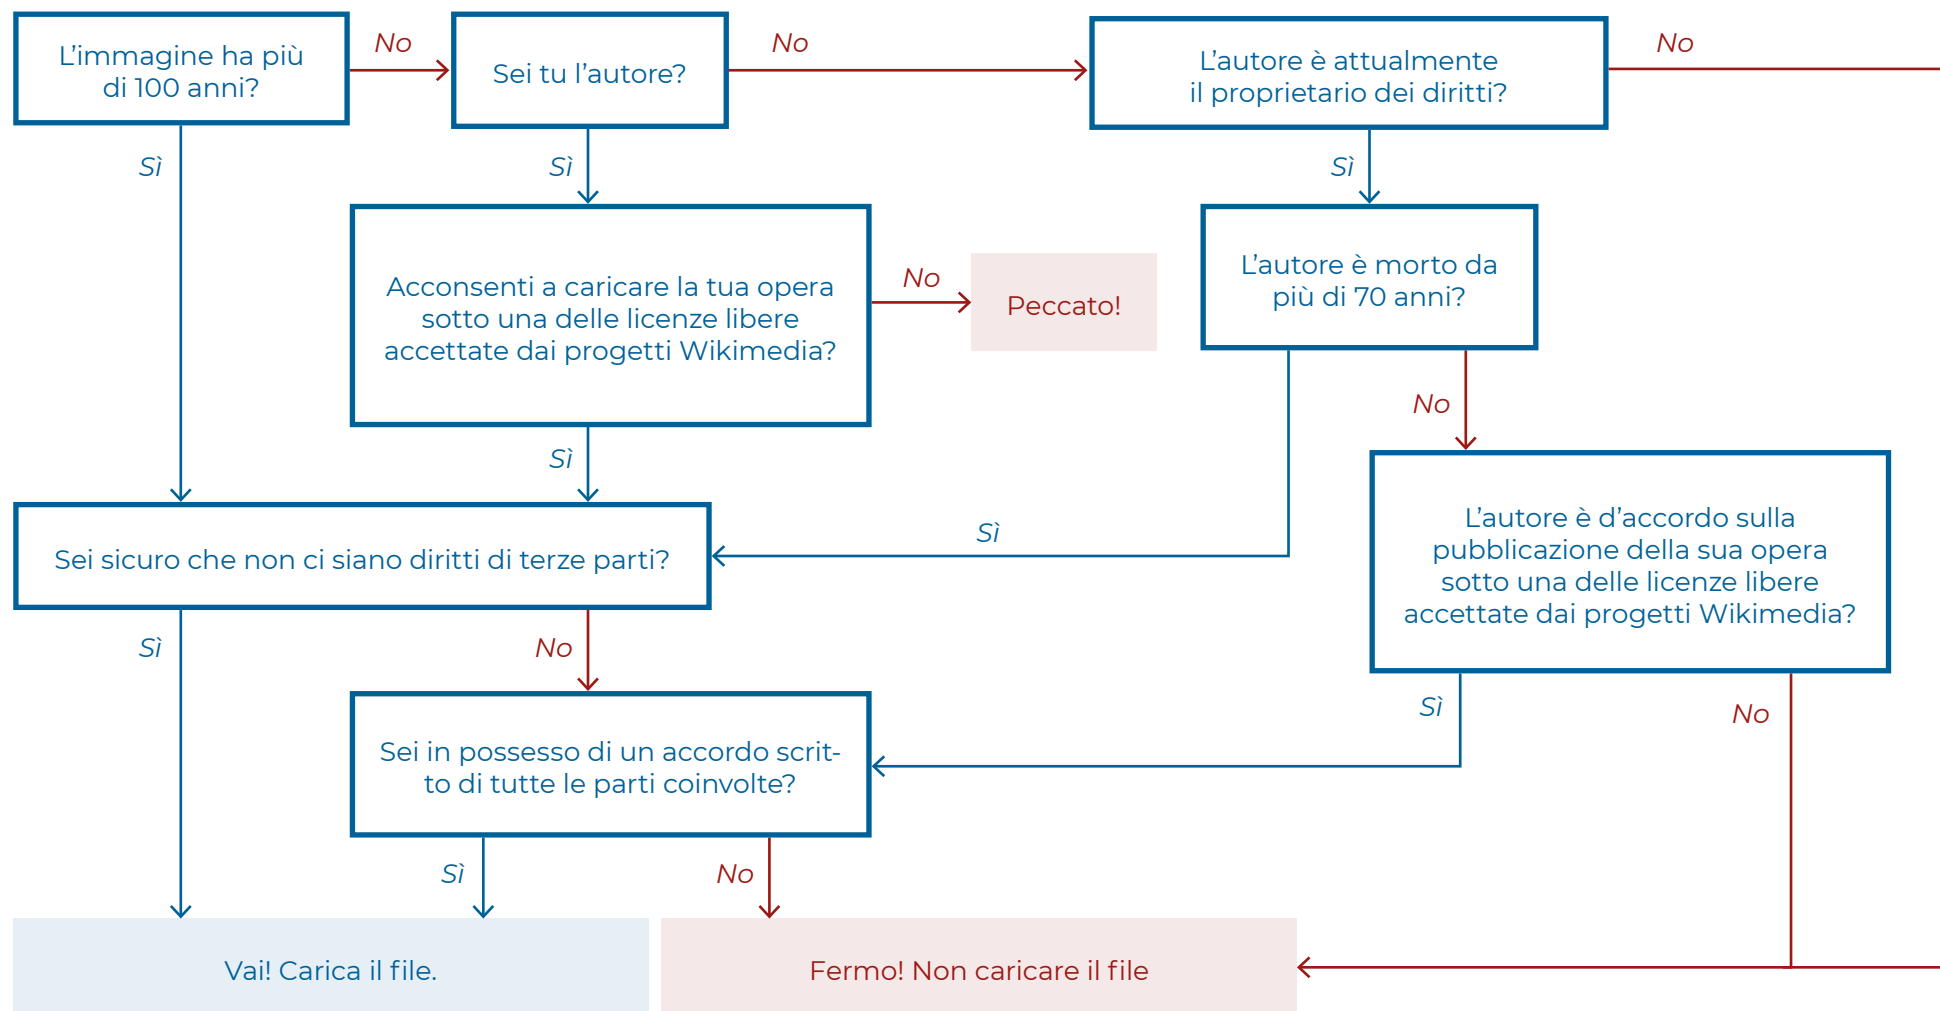 L'immagine ha più
di 100 anni?
No
Sei tu l'autore?
No
L'autore è attualmente
il proprietario dei diritti?
No
Sì
Sì
Sì
Acconsenti a caricare la tua opera
sotto una delle licenze libere
accettate dai progetti Wikimedia?
No
Peccato!
L'autore è morto da
più di 70 anni?
No
Sì
Sei sicuro che non ci siano diritti di terze parti?
Sì
L'autore è d'accordo sulla
pubblicazione della sua opera
sotto una delle licenze libere
accettate dai progetti Wikimedia?
Sì
No
Sì
No
Sei in possesso di un accordo scrit-
to di tutte le parti coinvolte?
Sì
No
Vai! Carica il file.
Fermo! Non caricare il file